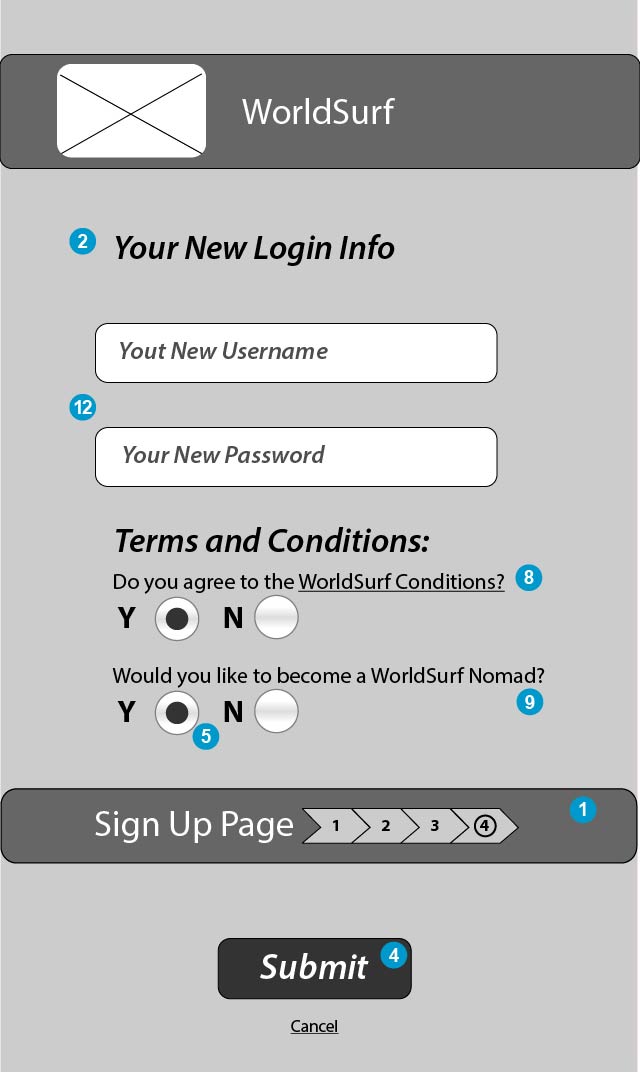 WorldSurf
2 Your New Login Info
Yout New Username
12
Your New Password
Terms and Conditions:
Do you agree to the WorldSurf Conditions? 8
Y N
Would you like to become a WorldSurf Nomad?
Y N 9
5
Sign Up Page 1 2 3 4 1
Submit 4
Cancel